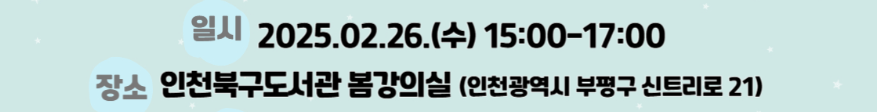 일시 2025.02.26.(수) 15:00-17:00
장소 인천북구도서관 봄강의실 (인천광역시 부평구 신트리로 21)